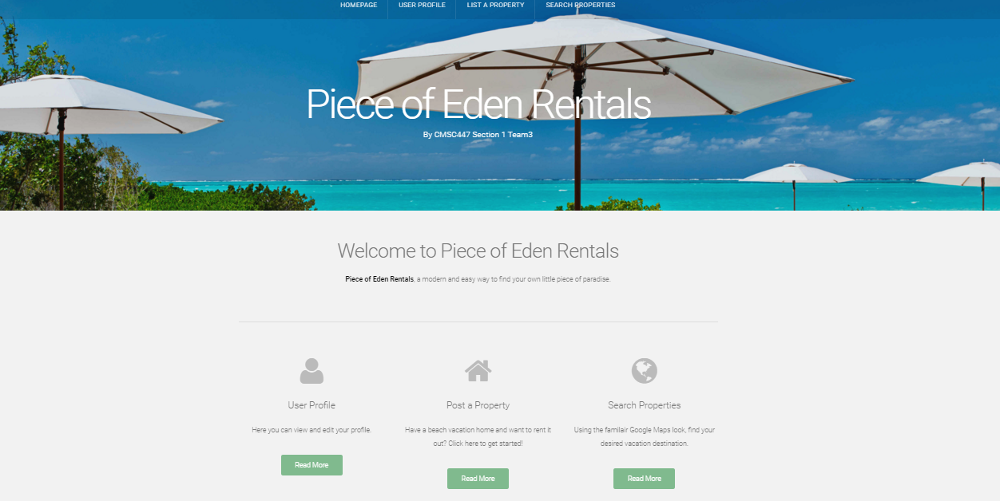 HOMEPAGE USER PROFILE LIST A PROPERTY SEARCH PROPERTIES
Piece of Eden Rentals
By CMSC447 Section 1 Team3
Welcome to Piece of Eden Rentals
Piece of Eden Rentals, a modern and easy way to find your own little piece of paradise.
User Profile
Here you can view and edit your profile.
Read More
Post a Property
Have a beach vacation home and want to rent it
out? Click here to get started!
Read More
Search Properties
Using the familair Google Maps look, find your
desired vacation destination.
Read More